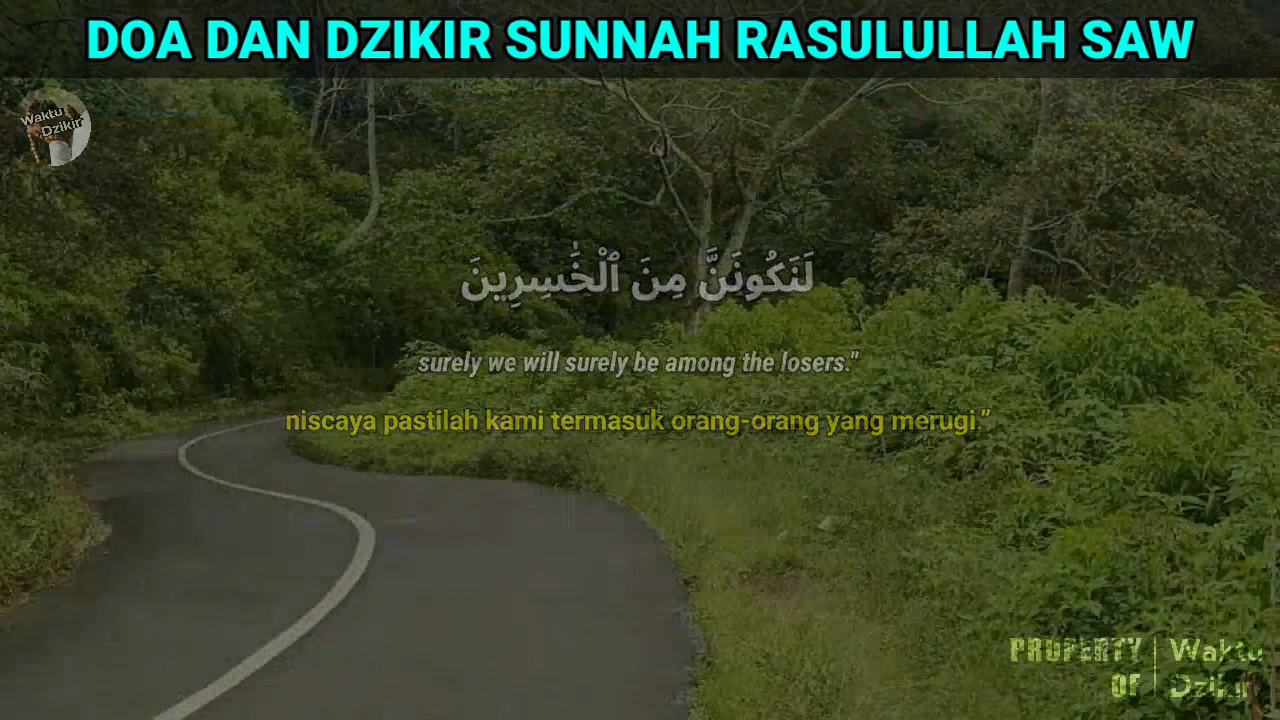 DOA DAN DZIKIR SUNNAH RASULULLAH SAW
Waktu
Dzikir
لَنَكُونَنَّ مِنَ ٱلْخَٰسِرِينَ
surely we will surely be among the losers."
niscaya pastilah kami termasuk orang-orang yang merugi."
PROPERTY OF | Waktu Dzikir